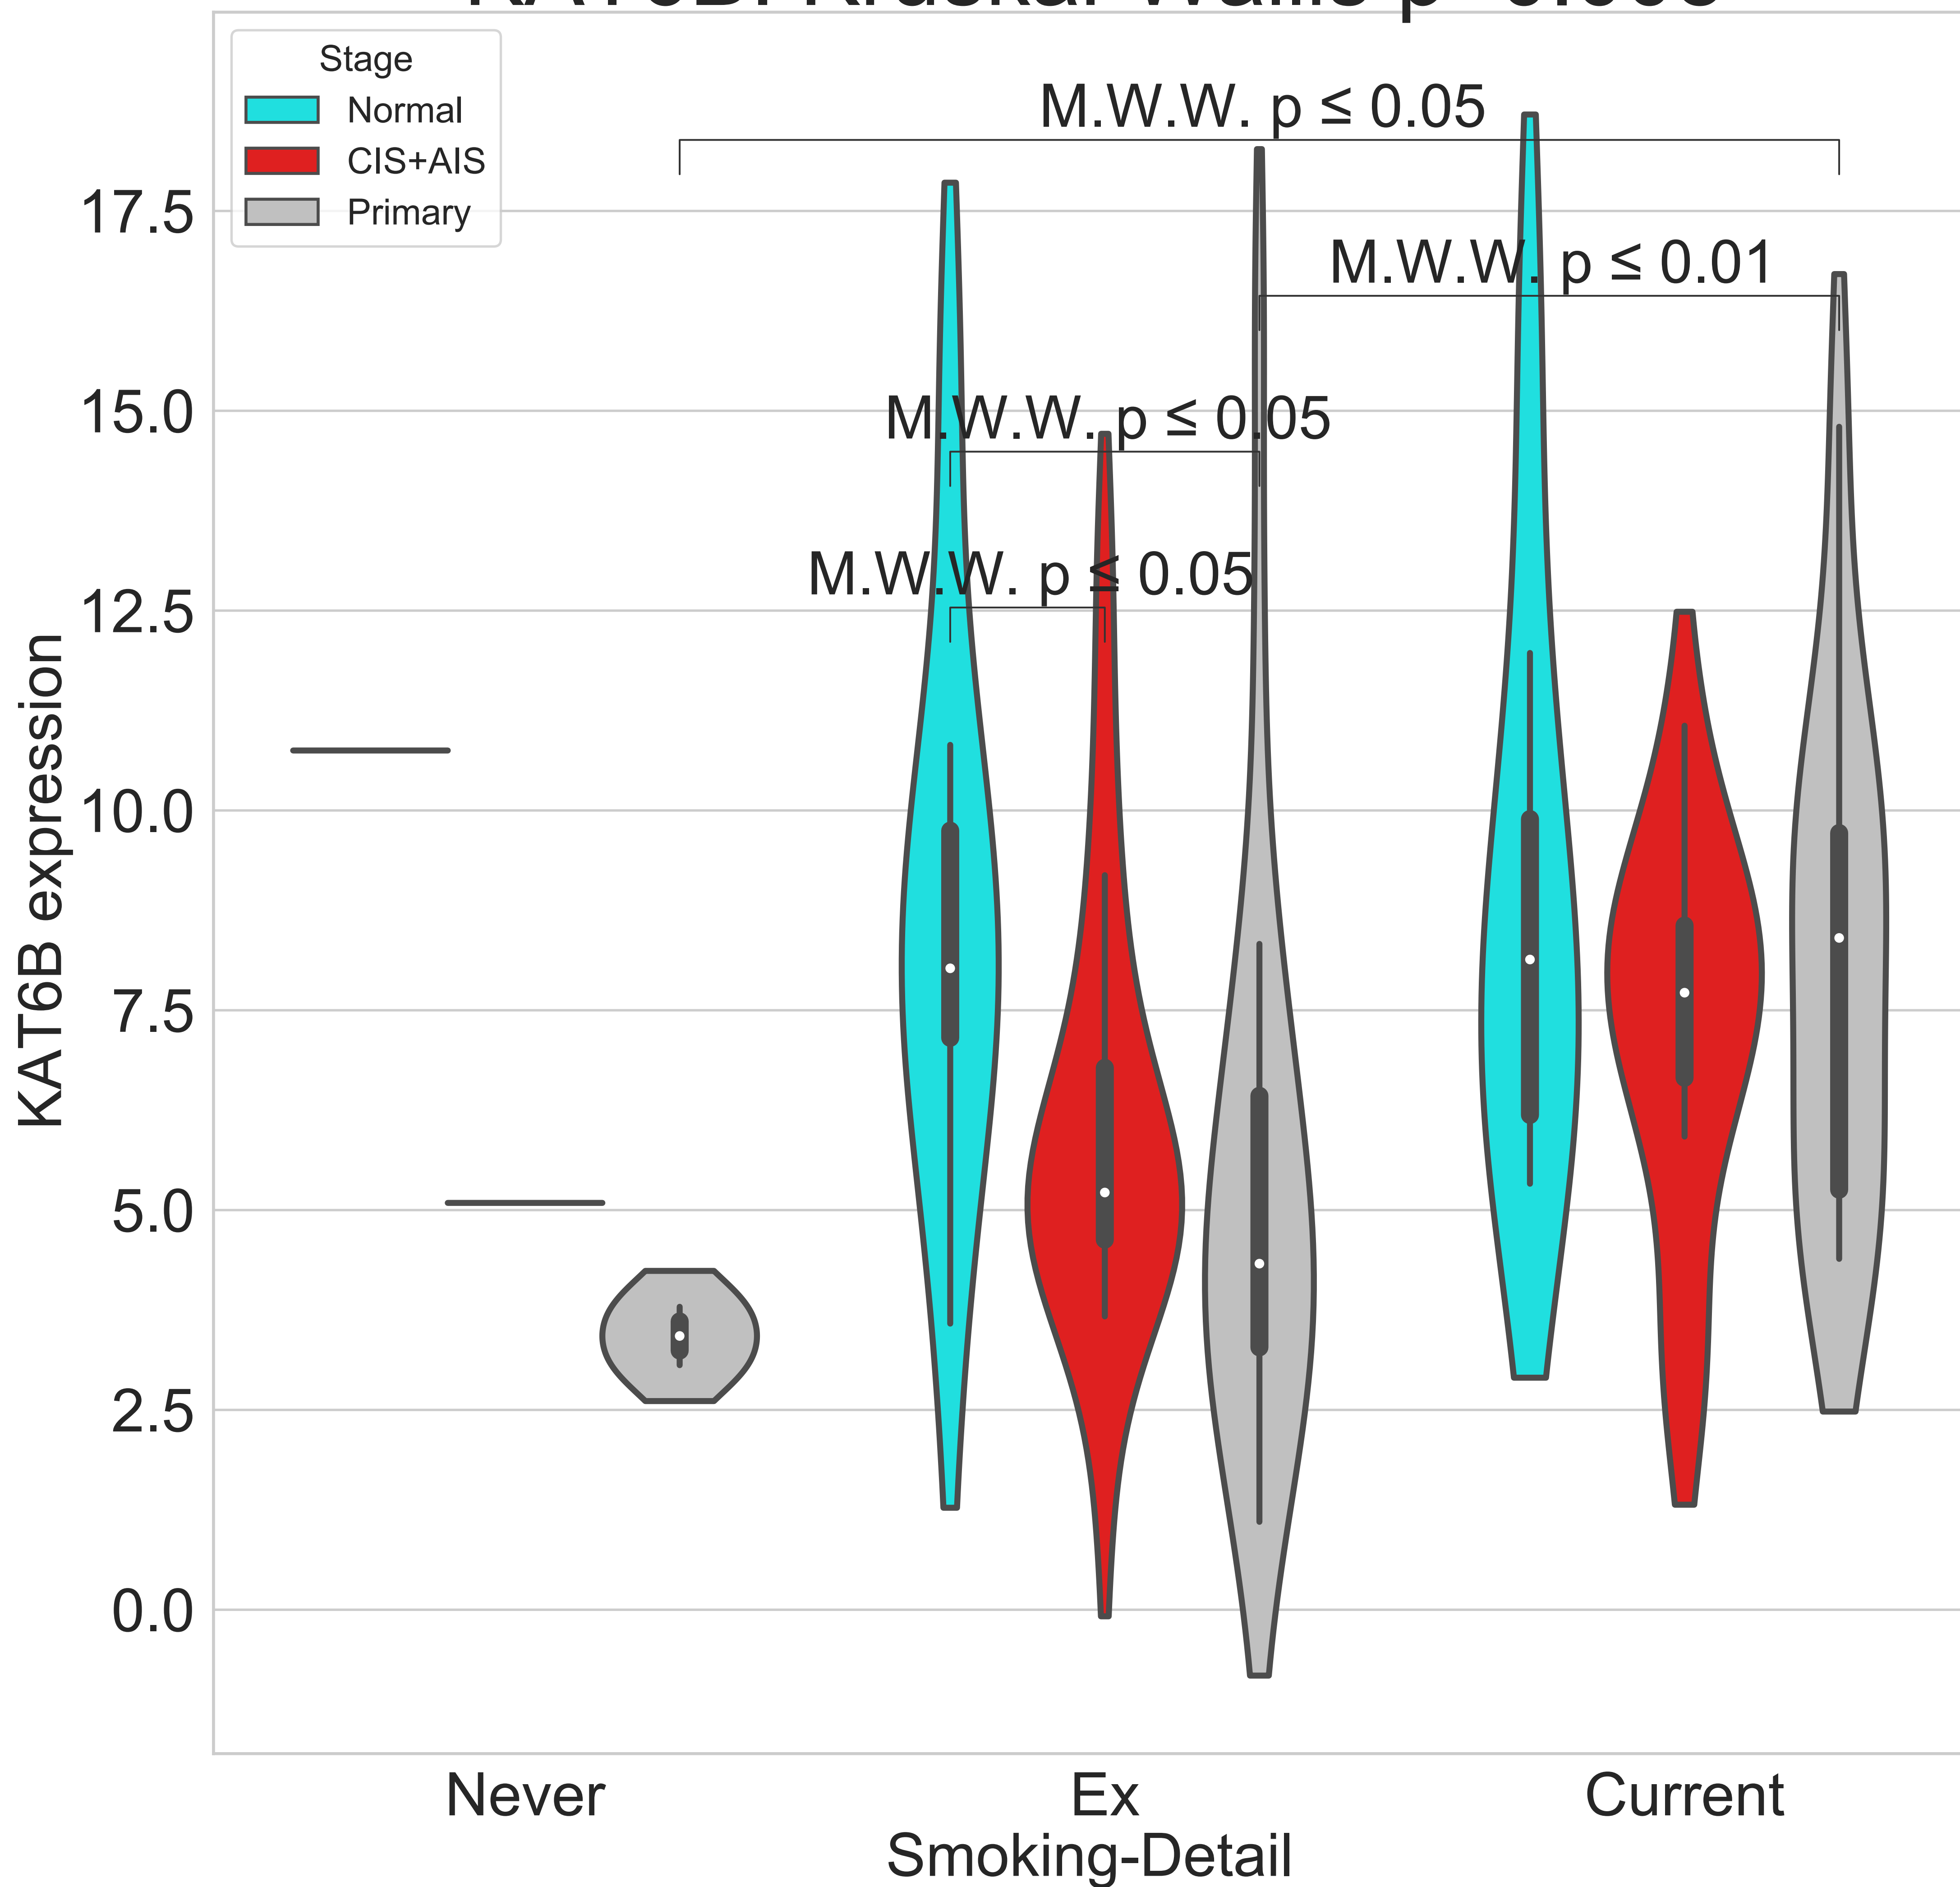 Stage
Normal
CIS+AIS
Primary
M.W.W. p ≤ 0.05
M.W.W. p ≤ 0.01
M.W.W. p ≤ 0.05
M.W.W. p ≤ 0.05
17.5
15.0
12.5
10.0
7.5
5.0
2.5
0.0
KAT6B expression
Never
Ex
Current
Smoking-Detail